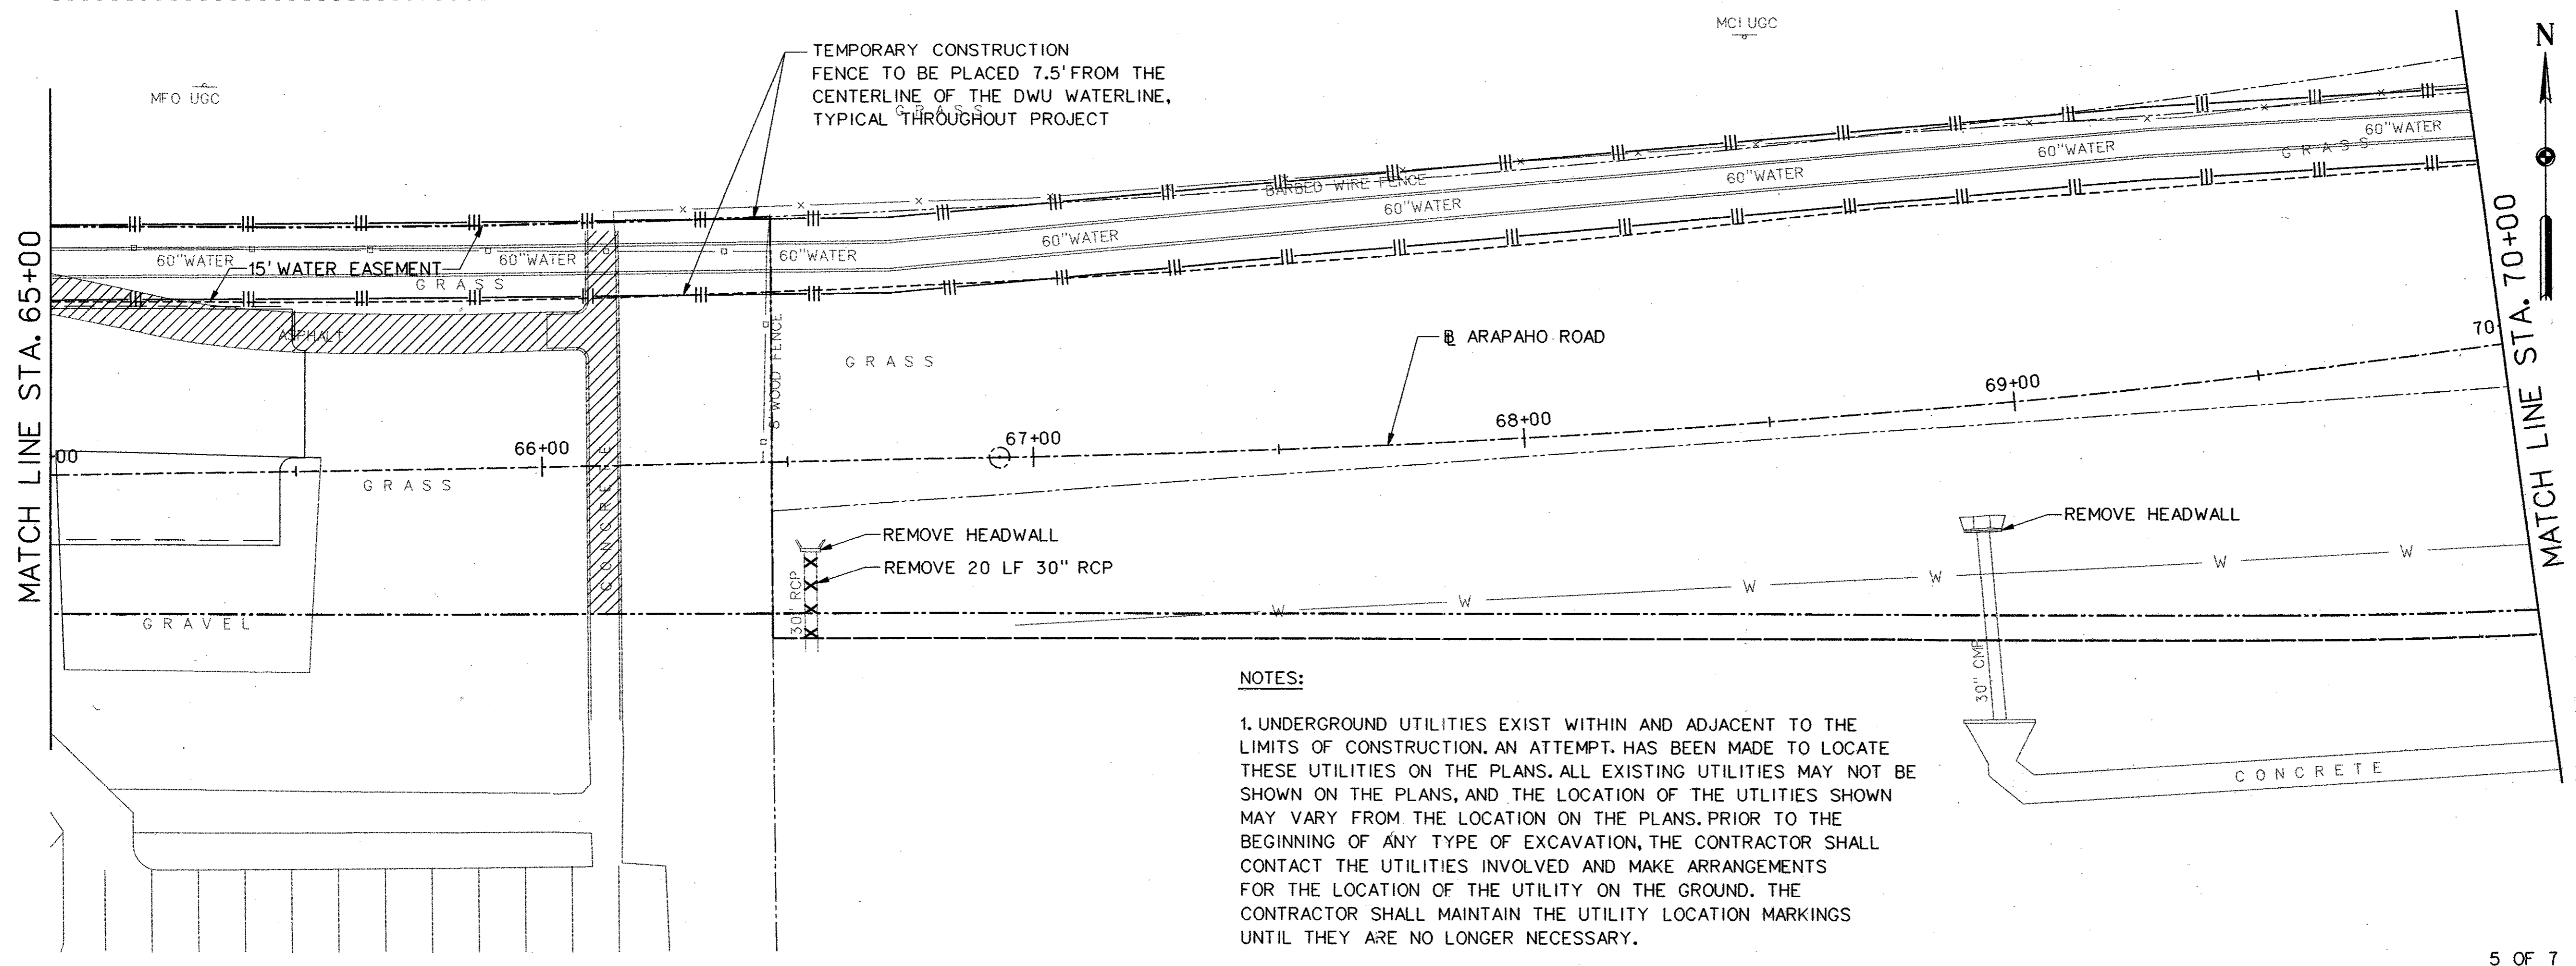 MCI UGC
N
MFO UGC
TEMPORARY CONSTRUCTION
FENCE TO BE PLACED 7.5' FROM THE
CENTERLINE OF THE DWU WATERLINE,
TYPICAL THROUGHOUT PROJECT
GRASS
60"WATER
60"WATER
60"WATER
60"WATER
60"WATER
60"WATER
60"WATER
60"WATER
GRASS
BARBED WIRE FENCE
15' WATER EASEMENT
GRASS
ASPHALT
8' WOOD FENCE
GRASS
℄ ARAPAHO ROAD
MATCH LINE STA. 65+00
MATCH LINE STA. 70+00
70
69+00
68+00
67+00
66+00
00
GRASS
CONCRETE
REMOVE HEADWALL
REMOVE 20 LF 30" RCP
30" RCP
REMOVE HEADWALL
W W W W W W
GRAVEL
30" CMP
CONCRETE
NOTES:
1. UNDERGROUND UTILITIES EXIST WITHIN AND ADJACENT TO THE
LIMITS OF CONSTRUCTION. AN ATTEMPT. HAS BEEN MADE TO LOCATE
THESE UTILITIES ON THE PLANS. ALL EXISTING UTILITIES MAY NOT BE
SHOWN ON THE PLANS, AND THE LOCATION OF THE UTLITIES SHOWN
MAY VARY FROM THE LOCATION ON THE PLANS. PRIOR TO THE
BEGINNING OF ANY TYPE OF EXCAVATION, THE CONTRACTOR SHALL
CONTACT THE UTILITIES INVOLVED AND MAKE ARRANGEMENTS
FOR THE LOCATION OF THE UTILITY ON THE GROUND. THE
CONTRACTOR SHALL MAINTAIN THE UTILITY LOCATION MARKINGS
UNTIL THEY ARE NO LONGER NECESSARY.
5 OF 7